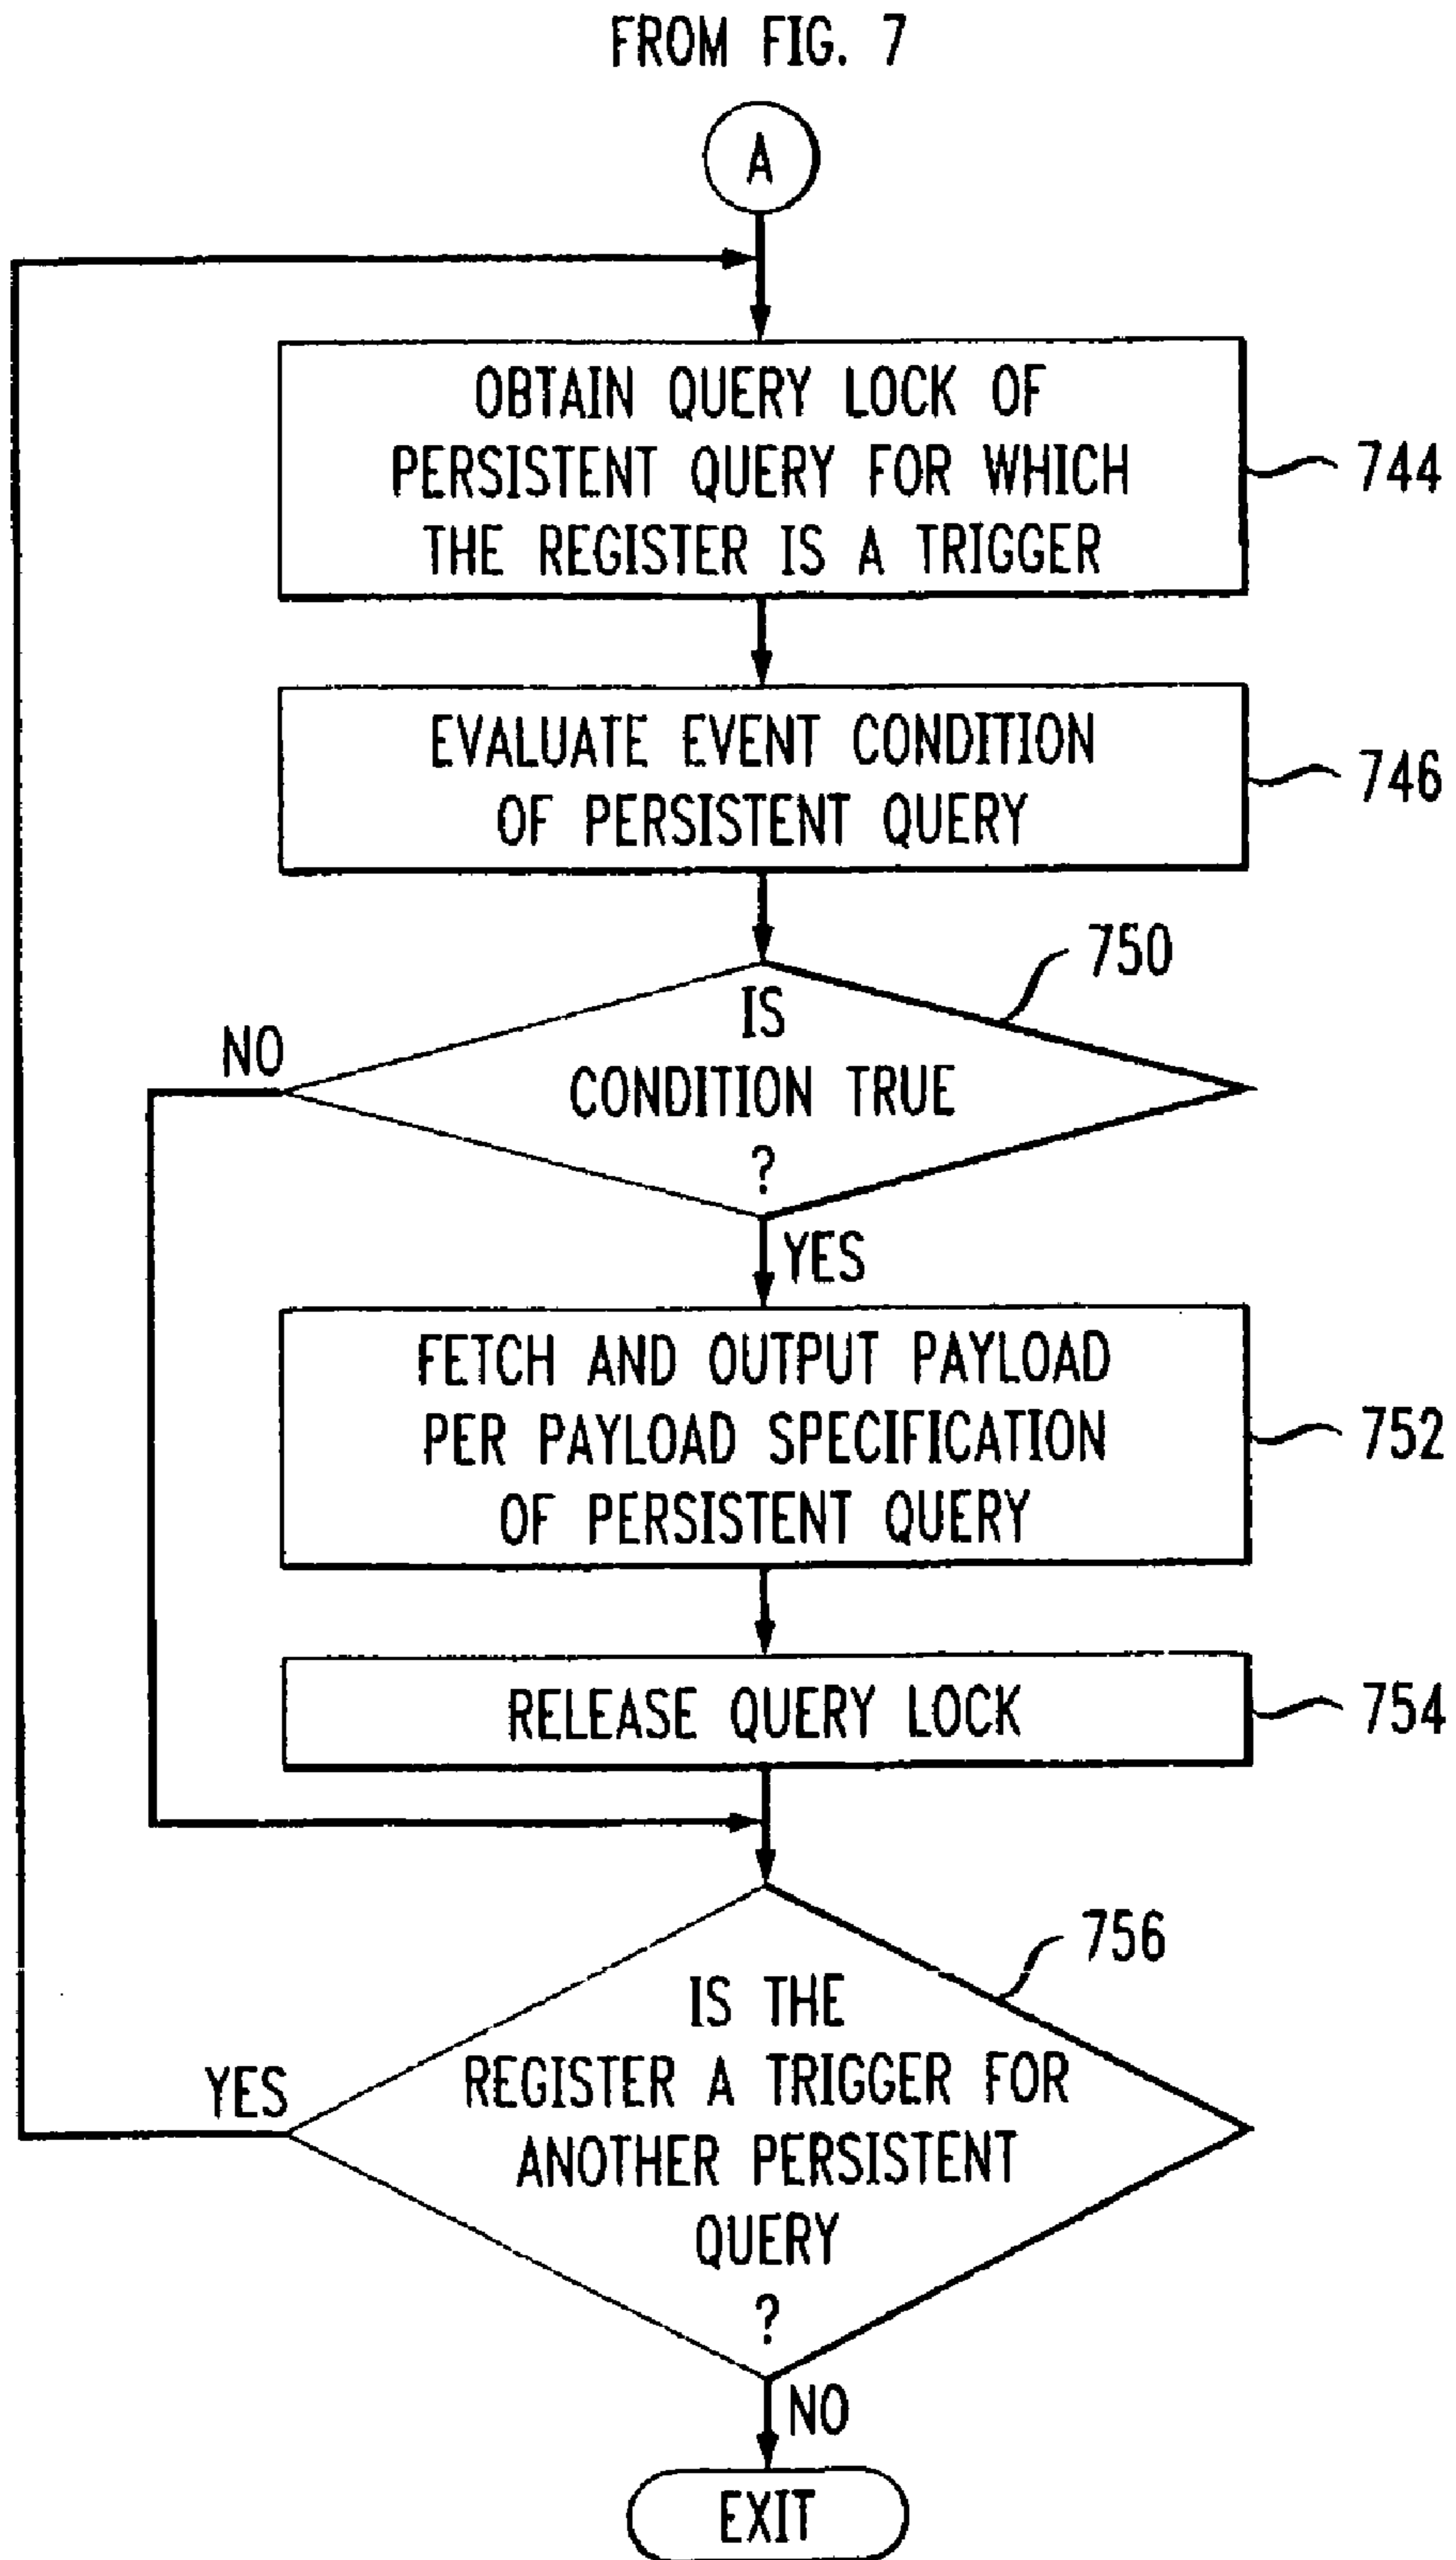 FROM FIG. 7
A
OBTAIN QUERY LOCK OF
PERSISTENT QUERY FOR WHICH
THE REGISTER IS A TRIGGER
744
EVALUATE EVENT CONDITION
OF PERSISTENT QUERY
746
750
IS
CONDITION TRUE
?
NO
YES
FETCH AND OUTPUT PAYLOAD
PER PAYLOAD SPECIFICATION
OF PERSISTENT QUERY
752
RELEASE QUERY LOCK
754
756
IS THE
REGISTER A TRIGGER FOR
ANOTHER PERSISTENT
QUERY
?
YES
NO
EXIT